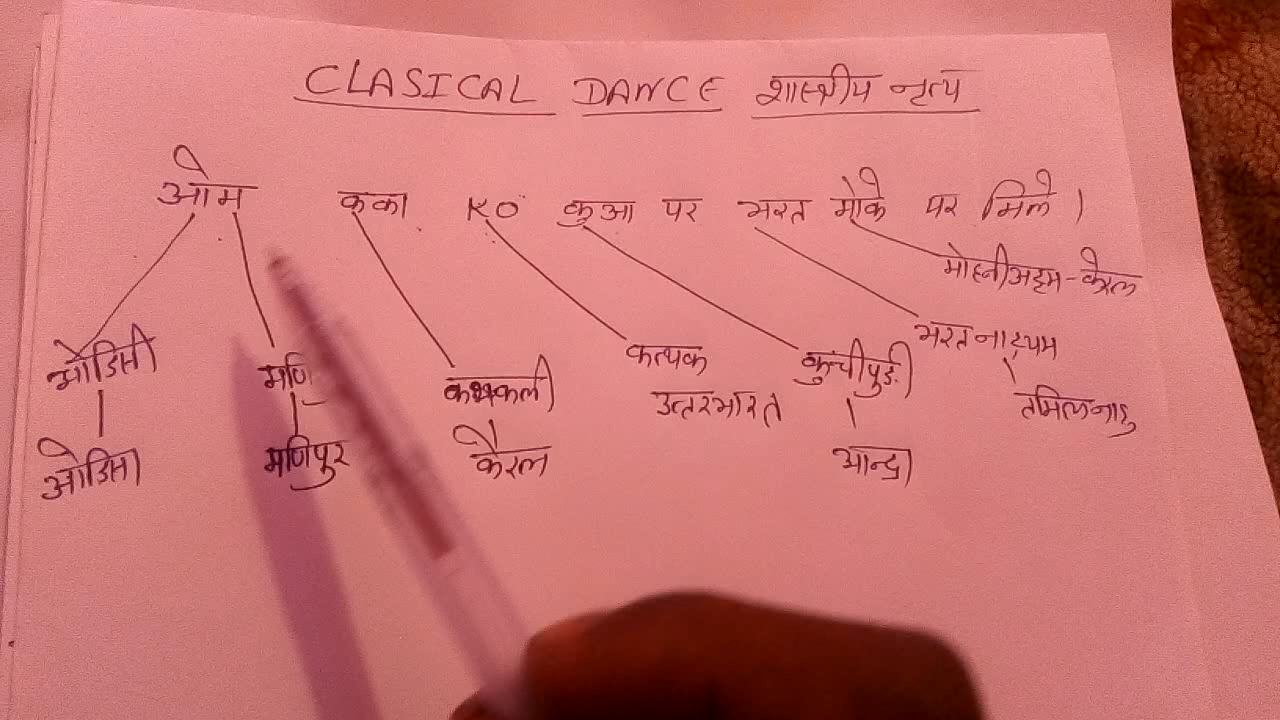 CLASICAL DANCE शास्त्रीय नृत्य
ओम कका KO कुआ पर भरत मोके पर मिले।
मोहनीअट्टम-केरल
भरतनाट्यम
ओडिसी मणि कथकली कत्थक कुचीपुडी
उत्तरभारत तमिलनाडु
ओडिसा मणिपुर कैरल आन्द्रा